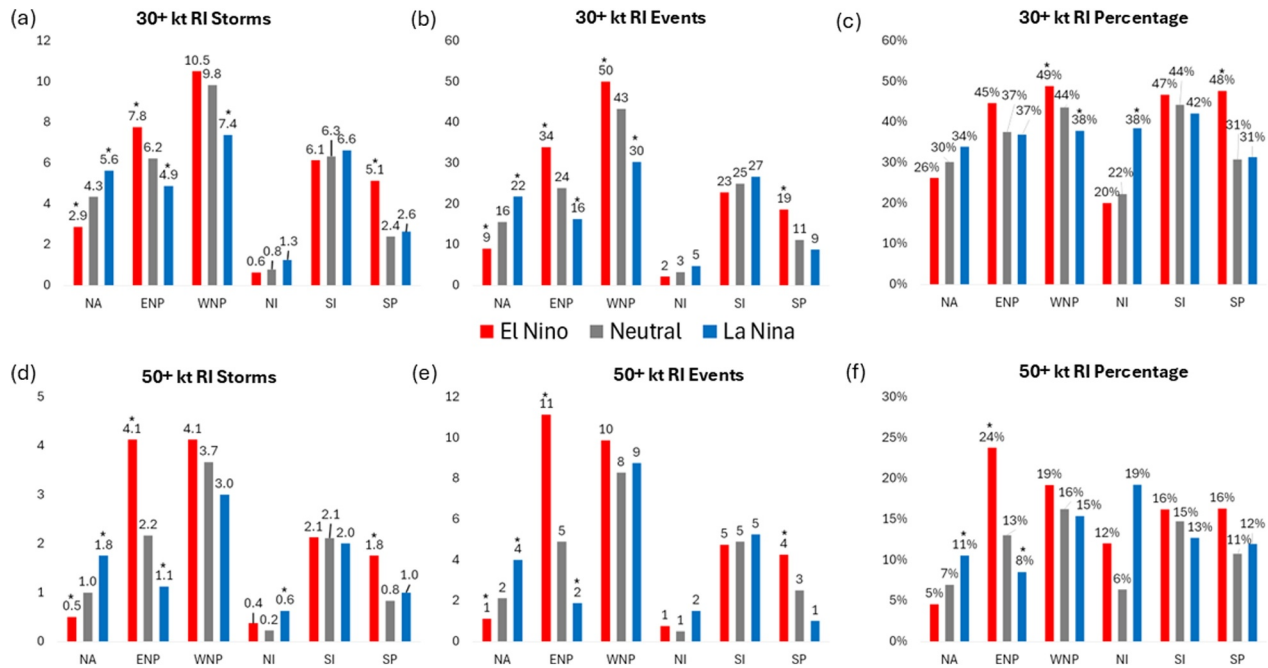 (a) 30+ kt RI Storms
12
10
8
6
4
2
0
* 2.9 4.3 * 5.6
* 7.8 6.2 * 4.9
10.5 9.8 * 7.4
0.6 0.8 1.3
6.1 6.3 6.6
* 5.1 2.4 2.6
NA ENP WNP NI SI SP
(b) 30+ kt RI Events
60
50
40
30
20
10
0
* 9 16 * 22
* 34 24 * 16
* 50 43 * 30
2 3 5
23 25 27
* 19 11 9
NA ENP WNP NI SI SP
(c) 30+ kt RI Percentage
60%
50%
40%
30%
20%
10%
0%
26% 30% 34%
45% 37% 37%
* 49% 44% * 38%
20% 22% * 38%
47% 44% 42%
* 48% 31% 31%
NA ENP WNP NI SI SP
El Nino Neutral La Nina
(d) 50+ kt RI Storms
5
4
3
2
1
0
* 0.5 1.0 * 1.8
* 4.1 2.2 * 1.1
4.1 3.7 3.0
0.4 0.2 * 0.6
2.1 2.1 2.0
* 1.8 0.8 1.0
NA ENP WNP NI SI SP
(e) 50+ kt RI Events
12
10
8
6
4
2
0
* 1 2 * 4
* 11 5 * 2
10 8 9
1 1 2
5 5 5
* 4 3 1
NA ENP WNP NI SI SP
(f) 50+ kt RI Percentage
30%
25%
20%
15%
10%
5%
0%
5% 7% * 11%
* 24% 13% * 8%
19% 16% 15%
12% 6% 19%
16% 15% 13%
16% 11% 12%
NA ENP WNP NI SI SP